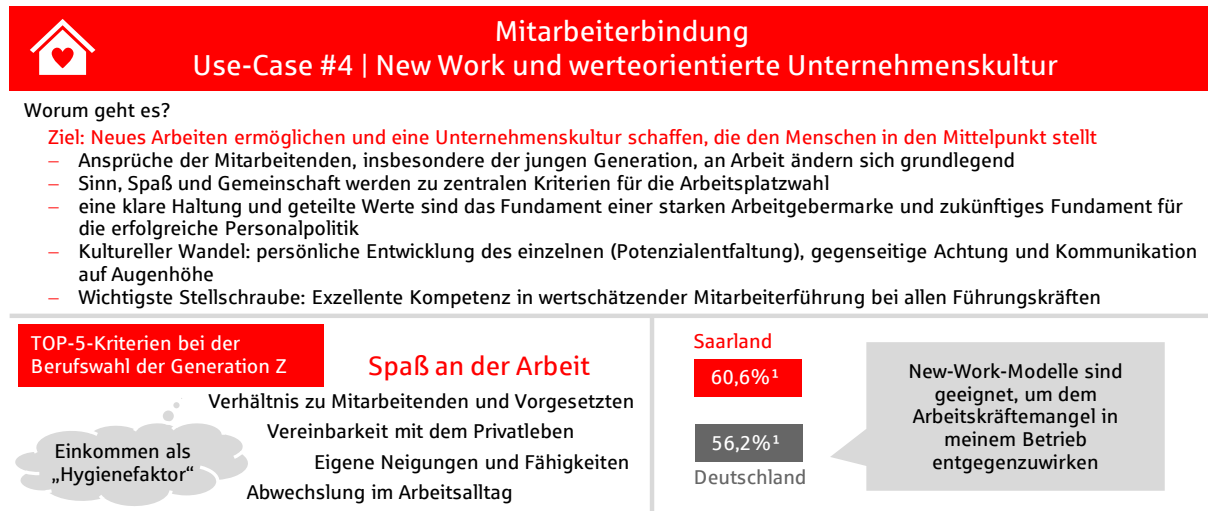 Mitarbeiterbindung
Use-Case #4 | New Work und werteorientierte Unternehmenskultur
Worum geht es?
Ziel: Neues Arbeiten ermöglichen und eine Unternehmenskultur schaffen, die den Menschen in den Mittelpunkt stellt
– Ansprüche der Mitarbeitenden, insbesondere der jungen Generation, an Arbeit ändern sich grundlegend
– Sinn, Spaß und Gemeinschaft werden zu zentralen Kriterien für die Arbeitsplatzwahl
– eine klare Haltung und geteilte Werte sind das Fundament einer starken Arbeitgebermarke und zukünftiges Fundament für
die erfolgreiche Personalpolitik
– Kultureller Wandel: persönliche Entwicklung des einzelnen (Potenzialentfaltung), gegenseitige Achtung und Kommunikation
auf Augenhöhe
– Wichtigste Stellschraube: Exzellente Kompetenz in wertschätzender Mitarbeiterführung bei allen Führungskräften
TOP-5-Kriterien bei der
Berufswahl der Generation Z
Spaß an der Arbeit
Verhältnis zu Mitarbeitenden und Vorgesetzten
Vereinbarkeit mit dem Privatleben
Eigene Neigungen und Fähigkeiten
Abwechslung im Arbeitsalltag
Einkommen als
„Hygienefaktor“
Saarland
60,6%¹
56,2%¹
Deutschland
New-Work-Modelle sind
geeignet, um dem
Arbeitskräftemangel in
meinem Betrieb
entgegenzuwirken